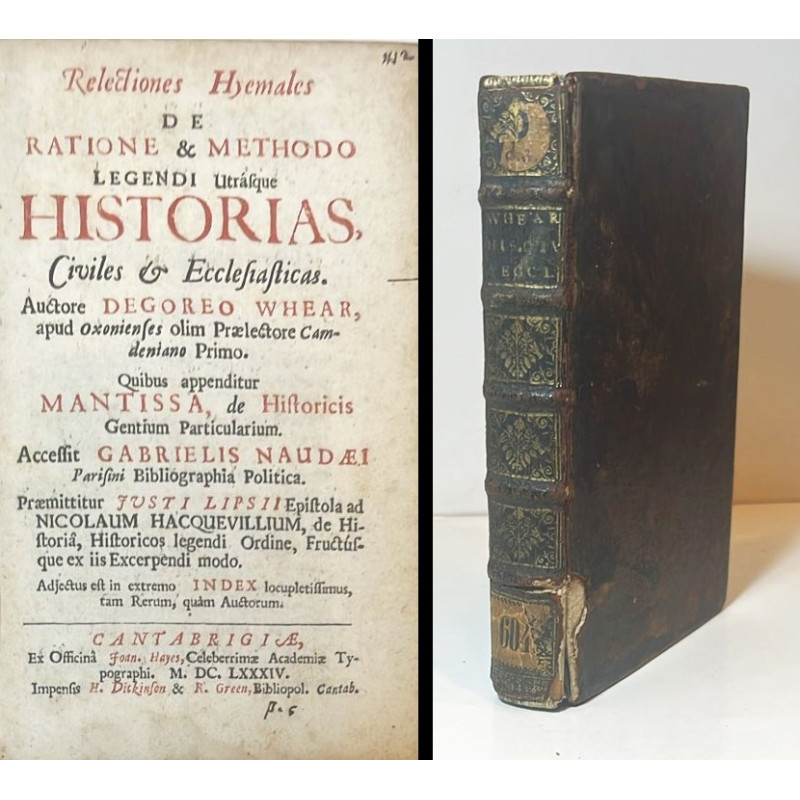 Relectiones Hyemales
DE
RATIONE & METHODO
LEGENDI Utrásque
HISTORIAS,
Civiles & Ecclesiasticas.
Auctore DEGOREO WHEAR,
apud Oxonienses olim Prælectore Cam-
deniano Primo.
Quibus appenditur
MANTISSA, de Historicis
Gentium Particularium.
Accessit GABRIELIS NAUDÆI
Parisini Bibliographia Politica.
Præmittitur JUSTI LIPSII Epistola ad
NICOLAUM HACQUEVILLIUM, de Hi-
storiâ, Historicos legendi Ordine, Fructús-
que ex iis Excerpendi modo.
Adjectus est in extremo INDEX locupletissimus,
tam Rerum, quàm Auctorum.
CANTABRIGIÆ,
Ex Officinâ Joan. Hayes, Celeberrimæ Academiæ Ty-
pographi. M. DC. LXXXIV.
Impensis H. Dickinson & R. Green, Bibliopol. Cantab.
WHEAR
HIS. CIV
ECCL.
604